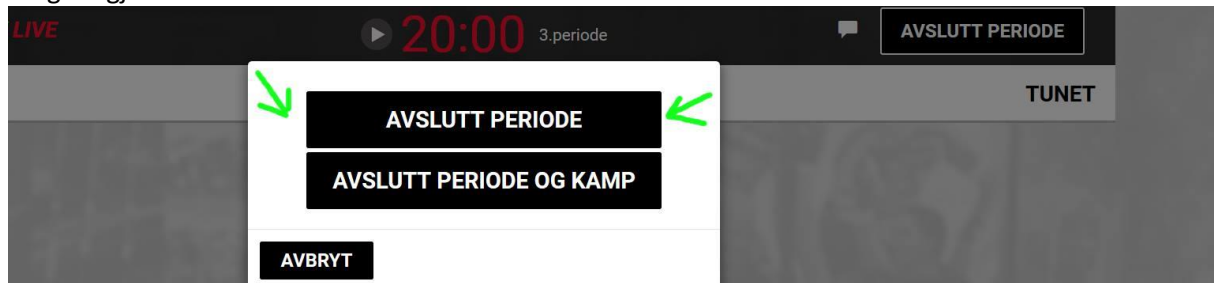 LIVE
20:00 3.periode
AVSLUTT PERIODE
TUNET
AVSLUTT PERIODE
AVSLUTT PERIODE OG KAMP
AVBRYT